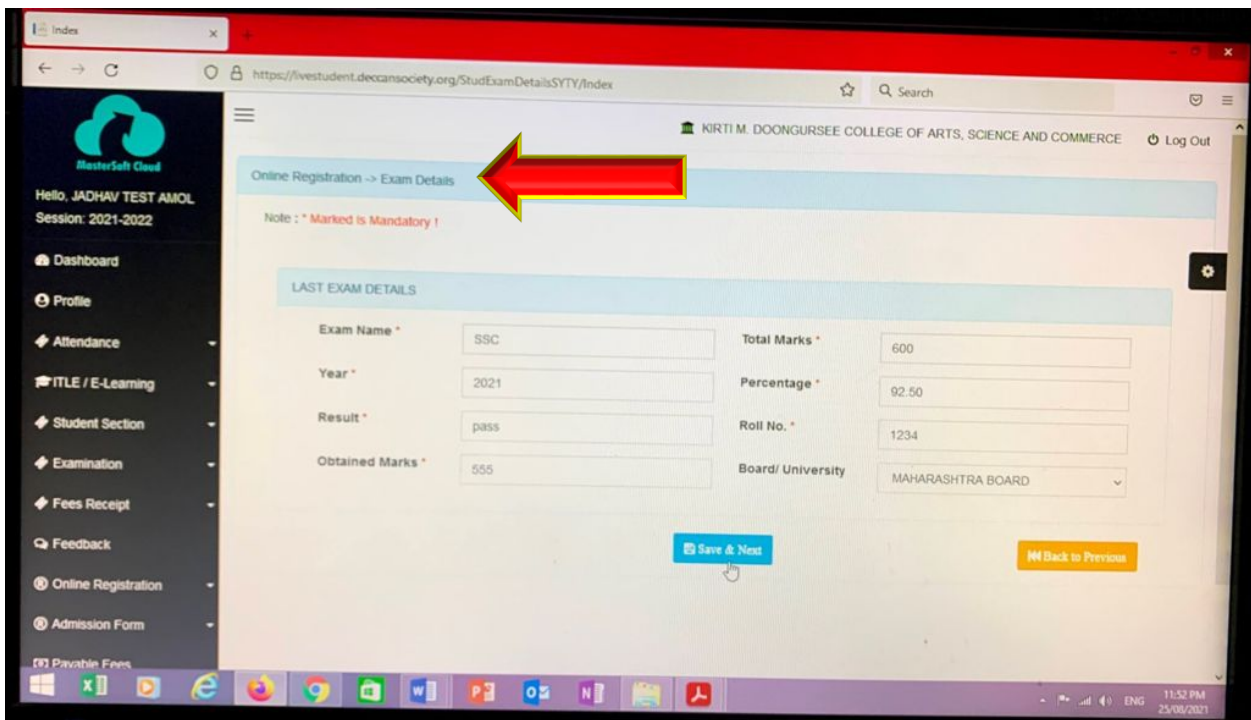 Index
https://livestudent.deccansociety.org/StudExamDetailsSYTY/Index
Search
MasterSoft Cloud
KIRTI M. DOONGURSEE COLLEGE OF ARTS, SCIENCE AND COMMERCE
Log Out
Hello, JADHAV TEST AMOL
Session: 2021-2022
Online Registration -> Exam Details
Note : * Marked Is Mandatory !
Dashboard
Profile
Attendance
ITLE / E-Learning
Student Section
Examination
Fees Receipt
Feedback
Online Registration
Admission Form
Payable Fees
LAST EXAM DETAILS
Exam Name * SSC
Total Marks * 600
Year * 2021
Percentage * 92.50
Result * pass
Roll No. * 1234
Obtained Marks * 555
Board/ University MAHARASHTRA BOARD
Save & Next
Back to Previous
ENG
11:52 PM
25/08/2021